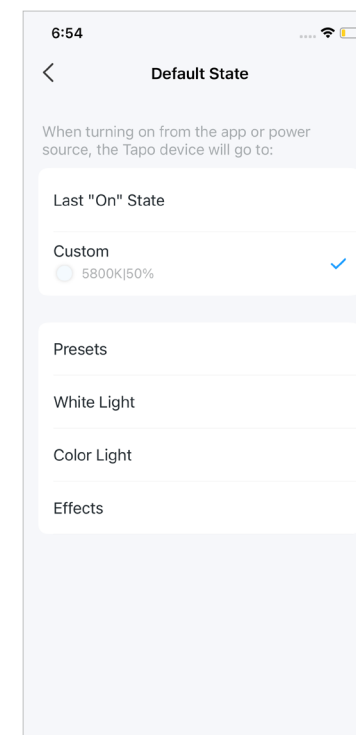 6:54
Default State
When turning on from the app or power
source, the Tapo device will go to:
Last "On" State
Custom
5800K|50%
Presets
White Light
Color Light
Effects